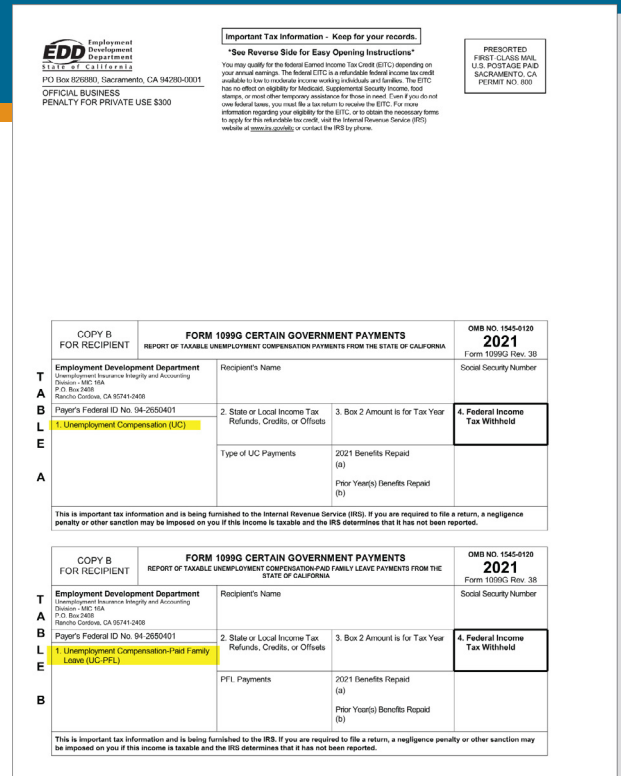 EDD Employment
Development
Department
State of California
PO Box 826880, Sacramento, CA 94280-0001
OFFICIAL BUSINESS
PENALTY FOR PRIVATE USE $300
Important Tax Information - Keep for your records.
*See Reverse Side for Easy Opening Instructions*
You may qualify for the federal Earned Income Tax Credit (EITC) depending on
your annual earnings. The federal EITC is a refundable federal income tax credit
available to low to moderate income working individuals and families. The EITC
has no effect on eligibility for Medicaid, Supplemental Security Income, food
stamps, or most other temporary assistance for those in need. Even if you do not
owe federal taxes, you must file a tax return to receive the EITC. For more
information regarding your eligibility for the EITC, or to obtain the necessary forms
to apply for this refundable tax credit, visit the Internal Revenue Service (IRS)
website at www.irs.gov/eitc or contact the IRS by phone.
PRESORTED
FIRST-CLASS MAIL
U.S. POSTAGE PAID
SACRAMENTO, CA
PERMIT NO. 800
TABLE A
COPY B
FOR RECIPIENT
FORM 1099G CERTAIN GOVERNMENT PAYMENTS
REPORT OF TAXABLE UNEMPLOYMENT COMPENSATION PAYMENTS FROM THE STATE OF CALIFORNIA
OMB NO. 1545-0120
2021
Form 1099G Rev. 38
Employment Development Department
Unemployment Insurance Integrity and Accounting
Division - MIC 16A
P.O. Box 2408
Rancho Cordova, CA 95741-2408
Recipient's Name
Social Security Number
Payer's Federal ID No. 94-2650401
1. Unemployment Compensation (UC)
2. State or Local Income Tax
Refunds, Credits, or Offsets
3. Box 2 Amount is for Tax Year
4. Federal Income
Tax Withheld
Type of UC Payments
2021 Benefits Repaid
(a)
Prior Year(s) Benefits Repaid
(b)
This is important tax information and is being furnished to the Internal Revenue Service (IRS). If you are required to file a return, a negligence
penalty or other sanction may be imposed on you if this income is taxable and the IRS determines that it has not been reported.
TABLE B
COPY B
FOR RECIPIENT
FORM 1099G CERTAIN GOVERNMENT PAYMENTS
REPORT OF TAXABLE UNEMPLOYMENT COMPENSATION-PAID FAMILY LEAVE PAYMENTS FROM THE
STATE OF CALIFORNIA
OMB NO. 1545-0120
2021
Form 1099G Rev. 38
Employment Development Department
Unemployment Insurance Integrity and Accounting
Division - MIC 16A
P.O. Box 2408
Rancho Cordova, CA 95741-2408
Recipient's Name
Social Security Number
Payer's Federal ID No. 94-2650401
1. Unemployment Compensation-Paid Family
Leave (UC-PFL)
2. State or Local Income Tax
Refunds, Credits, or Offsets
3. Box 2 Amount is for Tax Year
4. Federal Income
Tax Withheld
PFL Payments
2021 Benefits Repaid
(a)
Prior Year(s) Benefits Repaid
(b)
This is important tax information and is being furnished to the IRS. If you are required to file a return, a negligence penalty or other sanction may
be imposed on you if this income is taxable and the IRS determines that it has not been reported.